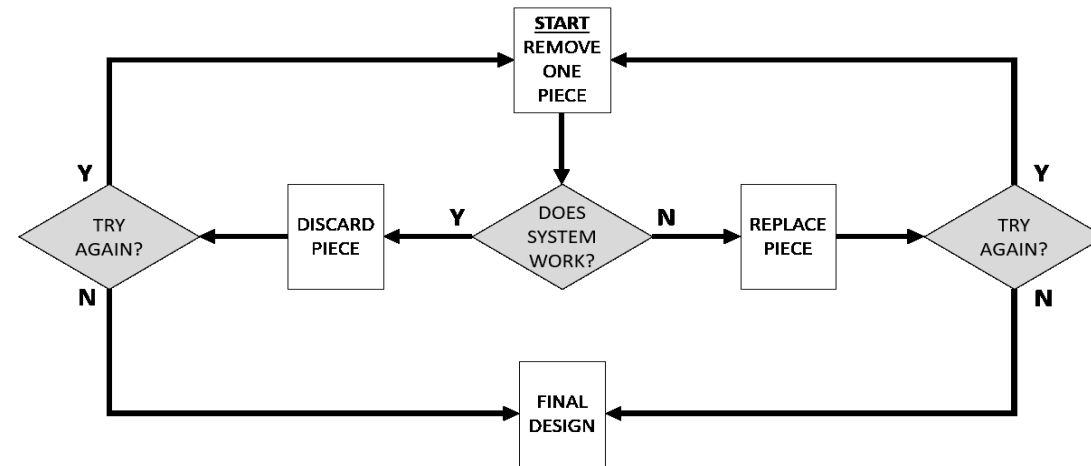 START
REMOVE
ONE
PIECE
Y
TRY
AGAIN?
N
DISCARD
PIECE
Y
DOES
SYSTEM
WORK?
N
REPLACE
PIECE
Y
TRY
AGAIN?
N
FINAL
DESIGN